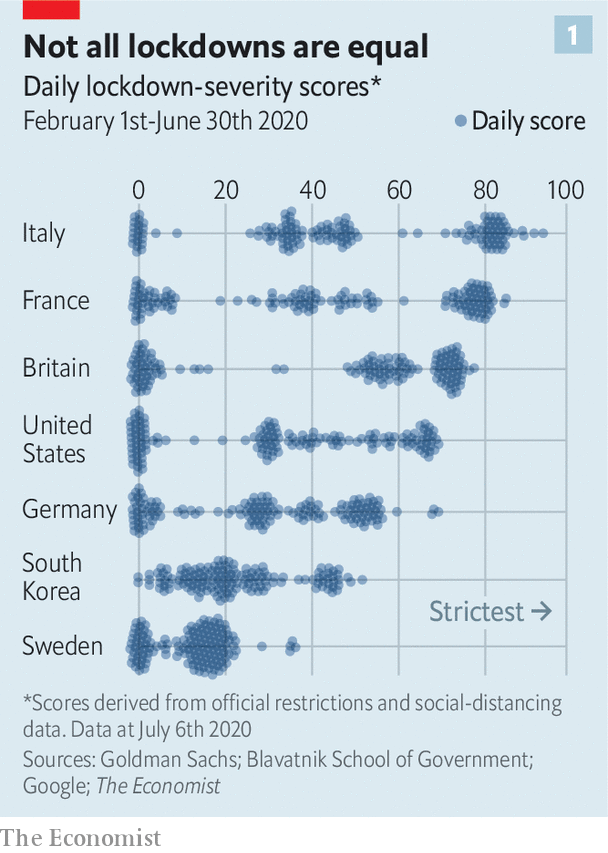 1
Not all lockdowns are equal
Daily lockdown-severity scores*
February 1st-June 30th 2020
Daily score
0 20 40 60 80 100
Italy
France
Britain
United
States
Germany
South
Korea
Strictest →
Sweden
*Scores derived from official restrictions and social-distancing
data. Data at July 6th 2020
Sources: Goldman Sachs; Blavatnik School of Government;
Google; The Economist
The Economist